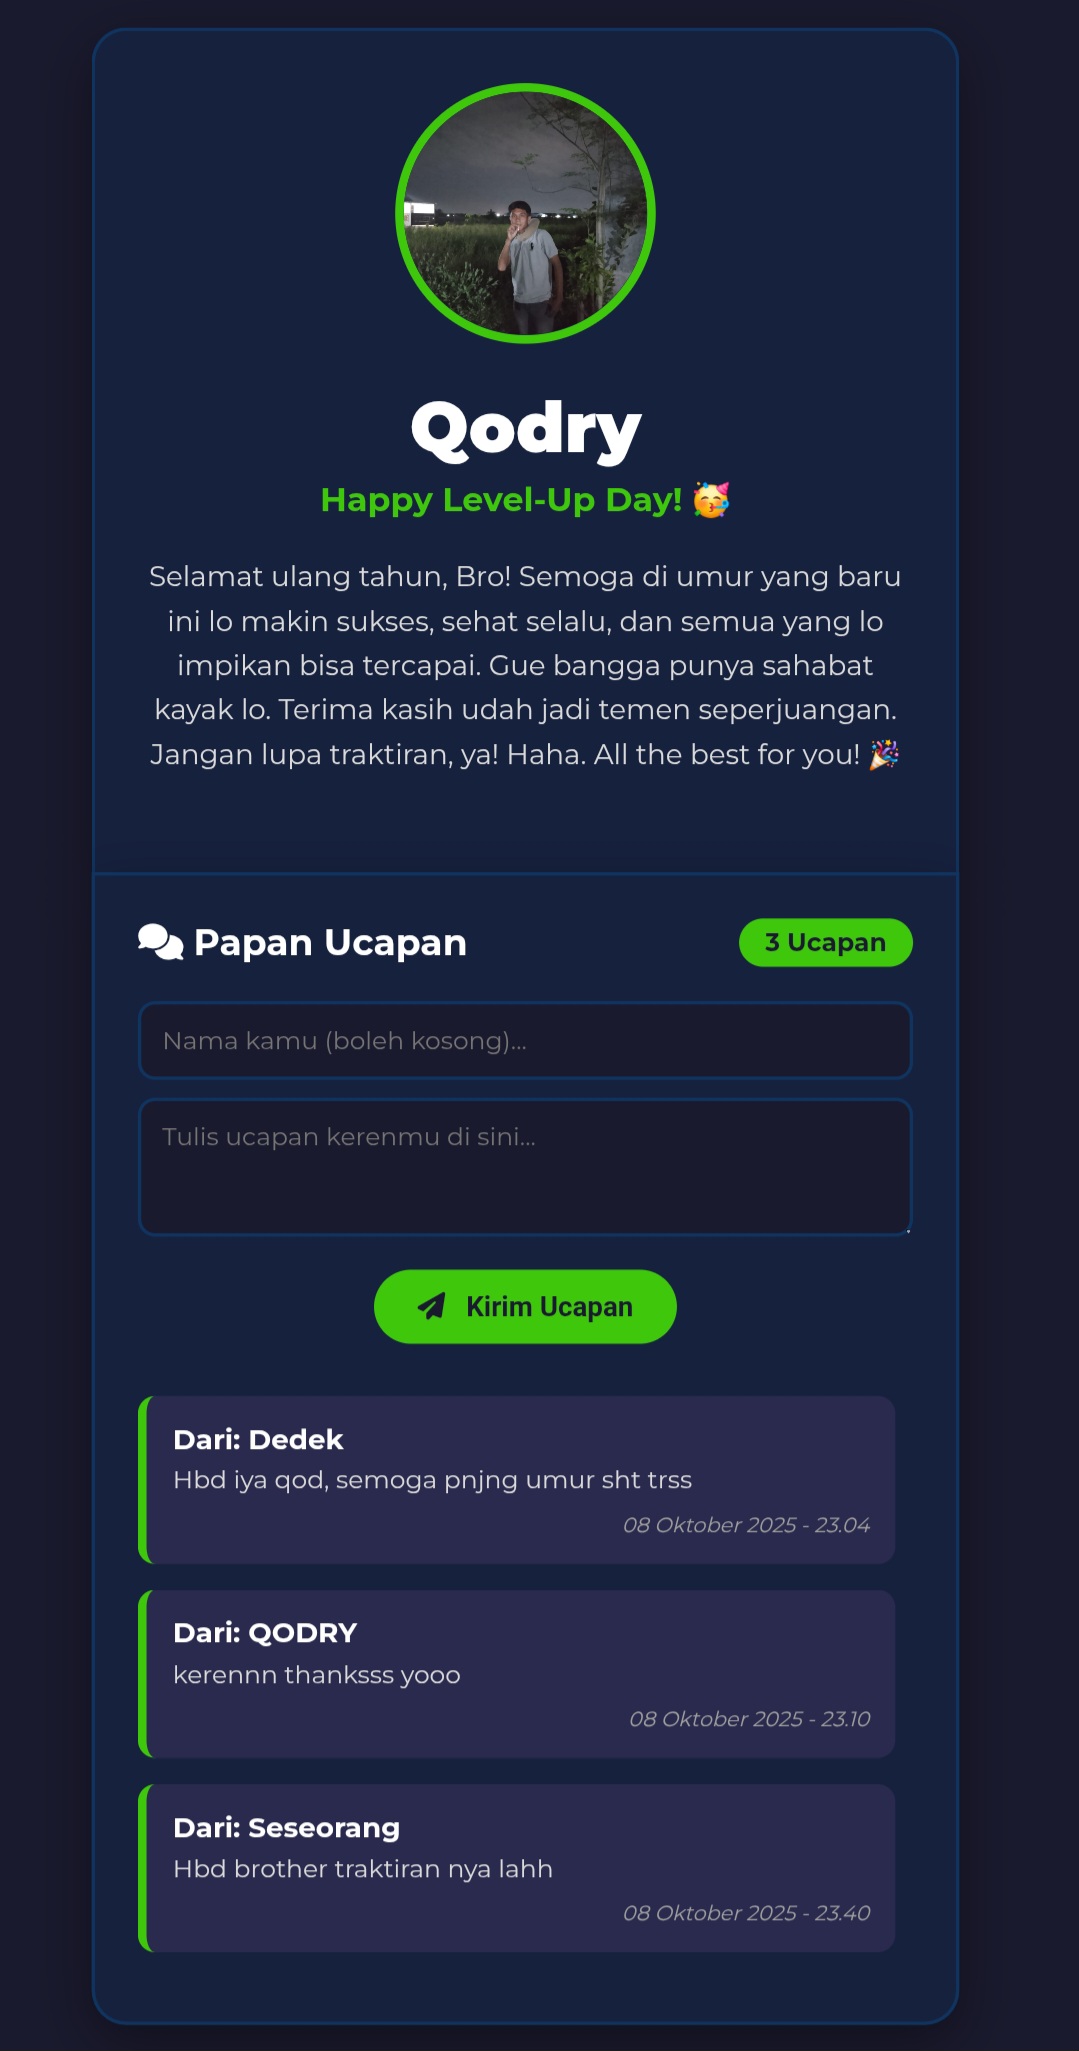 Qodry
Happy Level-Up Day! 🥳
Selamat ulang tahun, Bro! Semoga di umur yang baru
ini lo makin sukses, sehat selalu, dan semua yang lo
impikan bisa tercapai. Gue bangga punya sahabat
kayak lo. Terima kasih udah jadi temen seperjuangan.
Jangan lupa traktiran, ya! Haha. All the best for you! 🎉
Papan Ucapan
3 Ucapan
Nama kamu (boleh kosong)...
Tulis ucapan kerenmu di sini...
Kirim Ucapan
Dari: Dedek
Hbd iya qod, semoga pnjng umur sht trss
08 Oktober 2025 - 23.04
Dari: QODRY
kerennn thanksss yooo
08 Oktober 2025 - 23.10
Dari: Seseorang
Hbd brother traktiran nya lahh
08 Oktober 2025 - 23.40